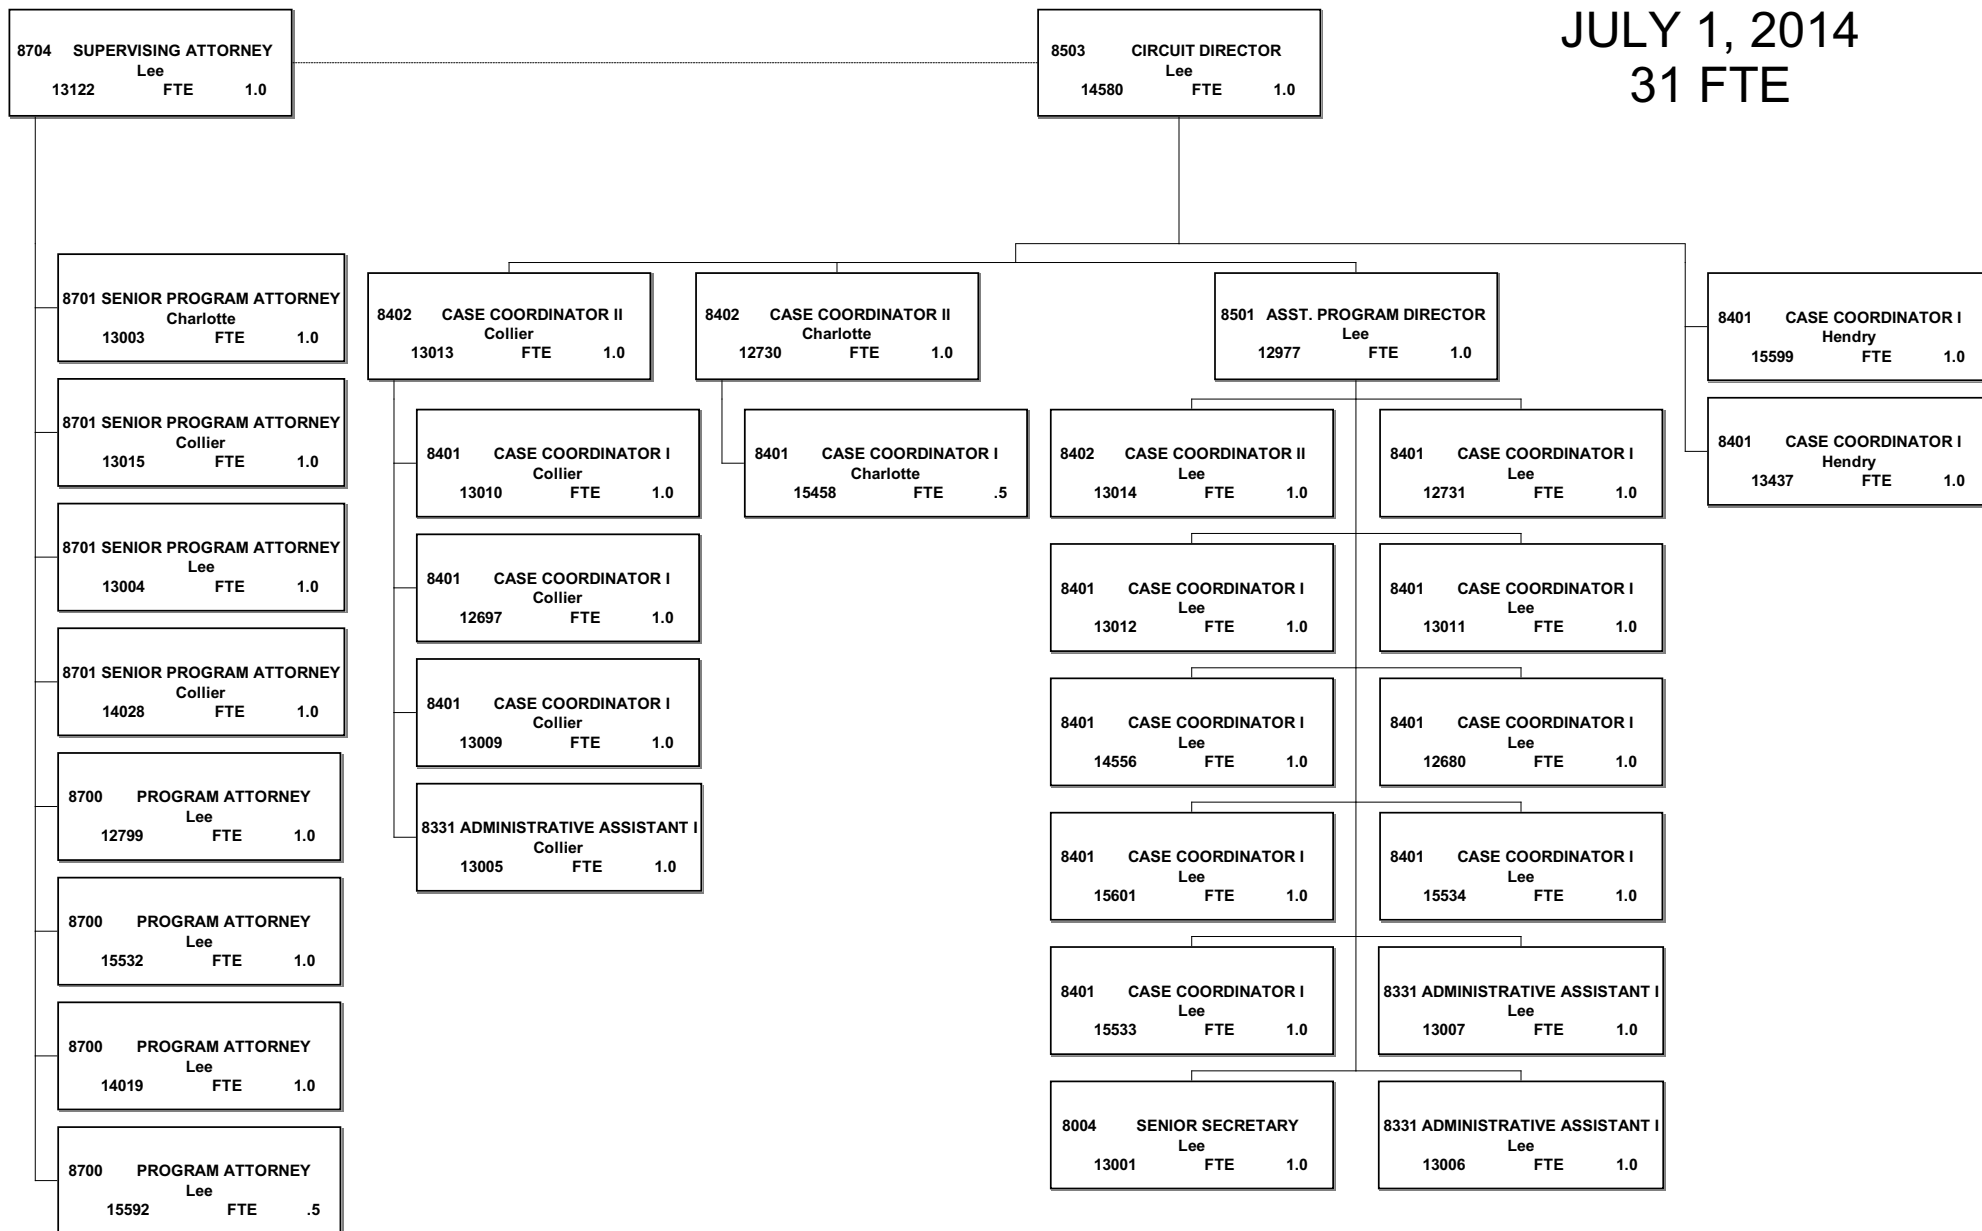 JULY 1, 2014
31 FTE
8704 SUPERVISING ATTORNEY
Lee
13122 FTE 1.0
8503 CIRCUIT DIRECTOR
Lee
14580 FTE 1.0
8701 SENIOR PROGRAM ATTORNEY
Charlotte
13003 FTE 1.0
8701 SENIOR PROGRAM ATTORNEY
Collier
13015 FTE 1.0
8701 SENIOR PROGRAM ATTORNEY
Lee
13004 FTE 1.0
8701 SENIOR PROGRAM ATTORNEY
Collier
14028 FTE 1.0
8700 PROGRAM ATTORNEY
Lee
12799 FTE 1.0
8700 PROGRAM ATTORNEY
Lee
15532 FTE 1.0
8700 PROGRAM ATTORNEY
Lee
14019 FTE 1.0
8700 PROGRAM ATTORNEY
Lee
15592 FTE .5
8402 CASE COORDINATOR II
Collier
13013 FTE 1.0
8401 CASE COORDINATOR I
Collier
13010 FTE 1.0
8401 CASE COORDINATOR I
Collier
12697 FTE 1.0
8401 CASE COORDINATOR I
Collier
13009 FTE 1.0
8331 ADMINISTRATIVE ASSISTANT I
Collier
13005 FTE 1.0
8402 CASE COORDINATOR II
Charlotte
12730 FTE 1.0
8401 CASE COORDINATOR I
Charlotte
15458 FTE .5
8501 ASST. PROGRAM DIRECTOR
Lee
12977 FTE 1.0
8402 CASE COORDINATOR II
Lee
13014 FTE 1.0
8401 CASE COORDINATOR I
Lee
12731 FTE 1.0
8401 CASE COORDINATOR I
Lee
13012 FTE 1.0
8401 CASE COORDINATOR I
Lee
13011 FTE 1.0
8401 CASE COORDINATOR I
Lee
14556 FTE 1.0
8401 CASE COORDINATOR I
Lee
12680 FTE 1.0
8401 CASE COORDINATOR I
Lee
15601 FTE 1.0
8401 CASE COORDINATOR I
Lee
15534 FTE 1.0
8401 CASE COORDINATOR I
Lee
15533 FTE 1.0
8331 ADMINISTRATIVE ASSISTANT I
Lee
13007 FTE 1.0
8004 SENIOR SECRETARY
Lee
13001 FTE 1.0
8331 ADMINISTRATIVE ASSISTANT I
Lee
13006 FTE 1.0
8401 CASE COORDINATOR I
Hendry
15599 FTE 1.0
8401 CASE COORDINATOR I
Hendry
13437 FTE 1.0